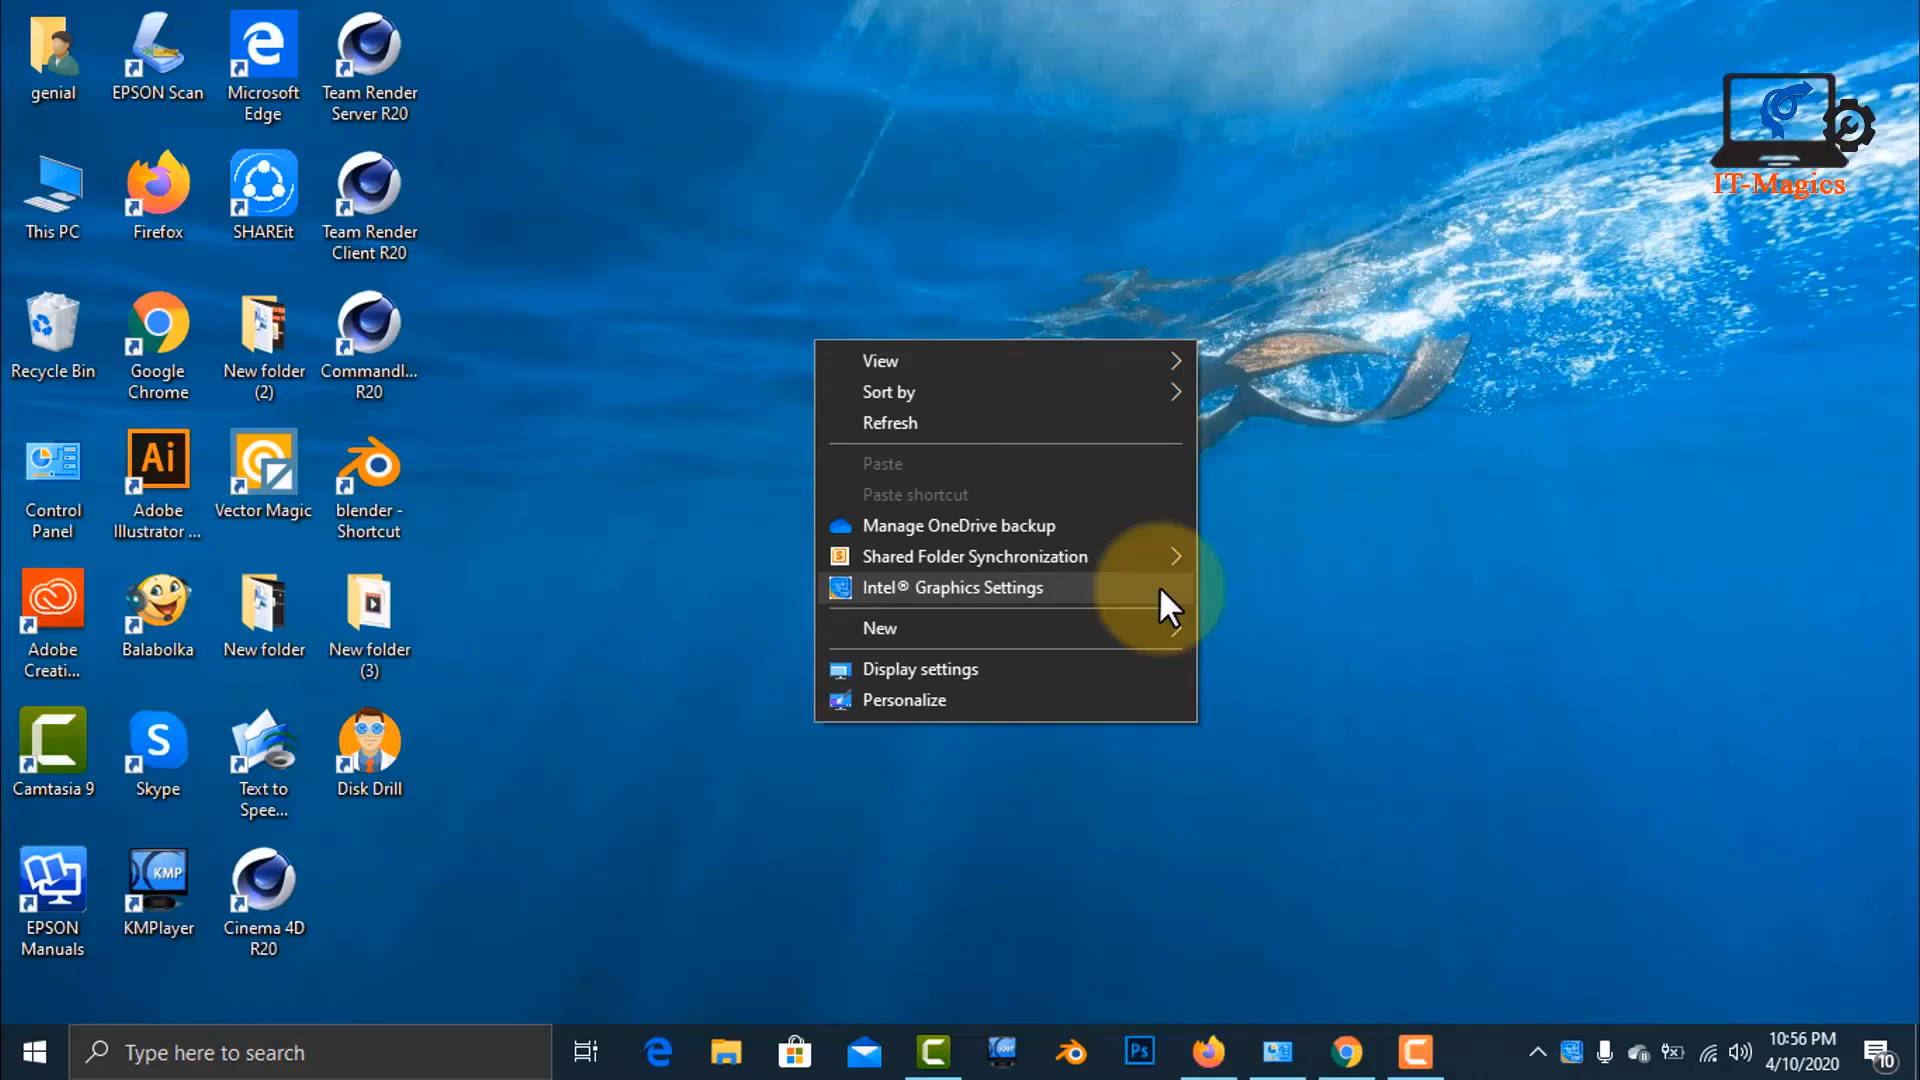 genial
EPSON Scan
Microsoft
Edge
Team Render
Server R20
This PC
Firefox
SHAREit
Team Render
Client R20
Recycle Bin
Google
Chrome
New folder
(2)
Commandl...
R20
Control
Panel
Ai
Adobe
Illustrator ...
Vector Magic
blender -
Shortcut
Adobe
Creati...
Balabolka
New folder
New folder
(3)
Camtasia 9
S
Skype
Text to
Spee...
Disk Drill
EPSON
Manuals
KMP
KMPlayer
Cinema 4D
R20
View
Sort by
Refresh
Paste
Paste shortcut
Manage OneDrive backup
S
Shared Folder Synchronization
Intel® Graphics Settings
New
Display settings
Personalize
IT-Magics
Type here to search
Ps
10:56 PM
4/10/2020
10